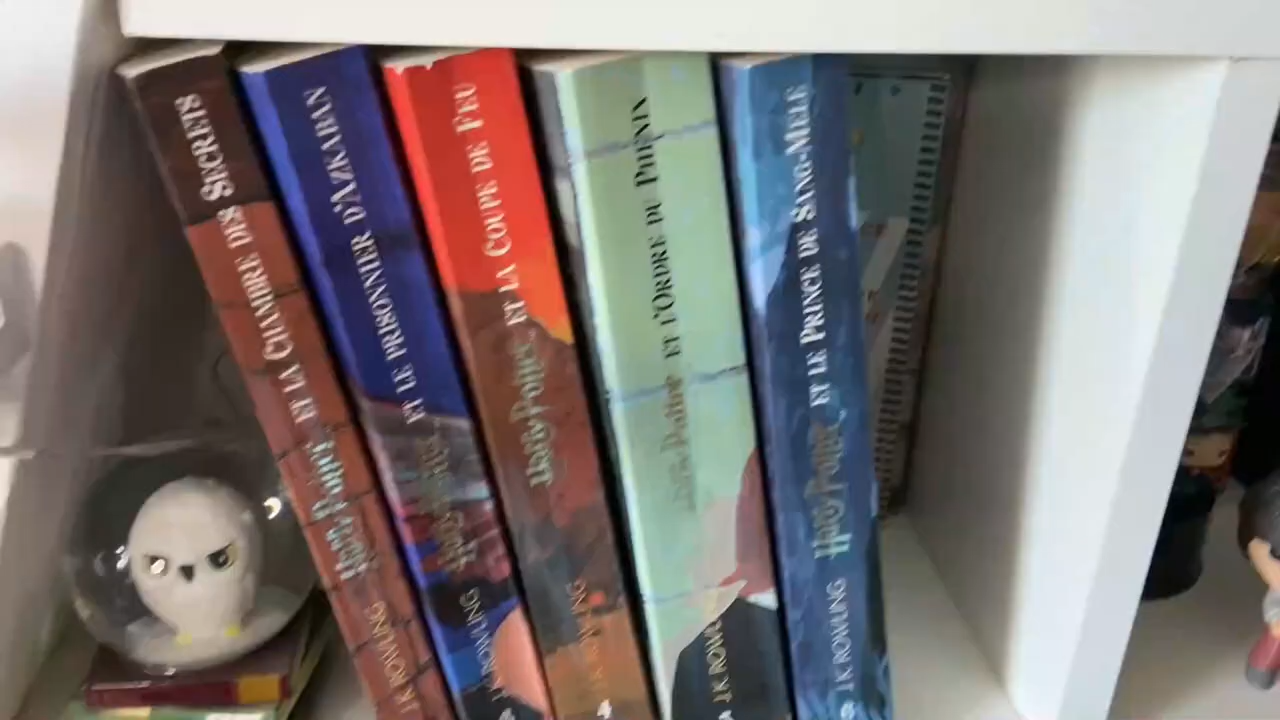 J.K. ROWLING Harry Potter ET LA CHAMBRE DES SECRETS
J.K. ROWLING Harry Potter ET LE PRISONNIER D'AZKABAN
J.K. ROWLING Harry Potter ET LA COUPE DE FEU
J.K. ROWLING Harry Potter ET L'ORDRE DU PHÉNIX
J.K. ROWLING Harry Potter ET LE PRINCE DE SANG-MÊLÉ